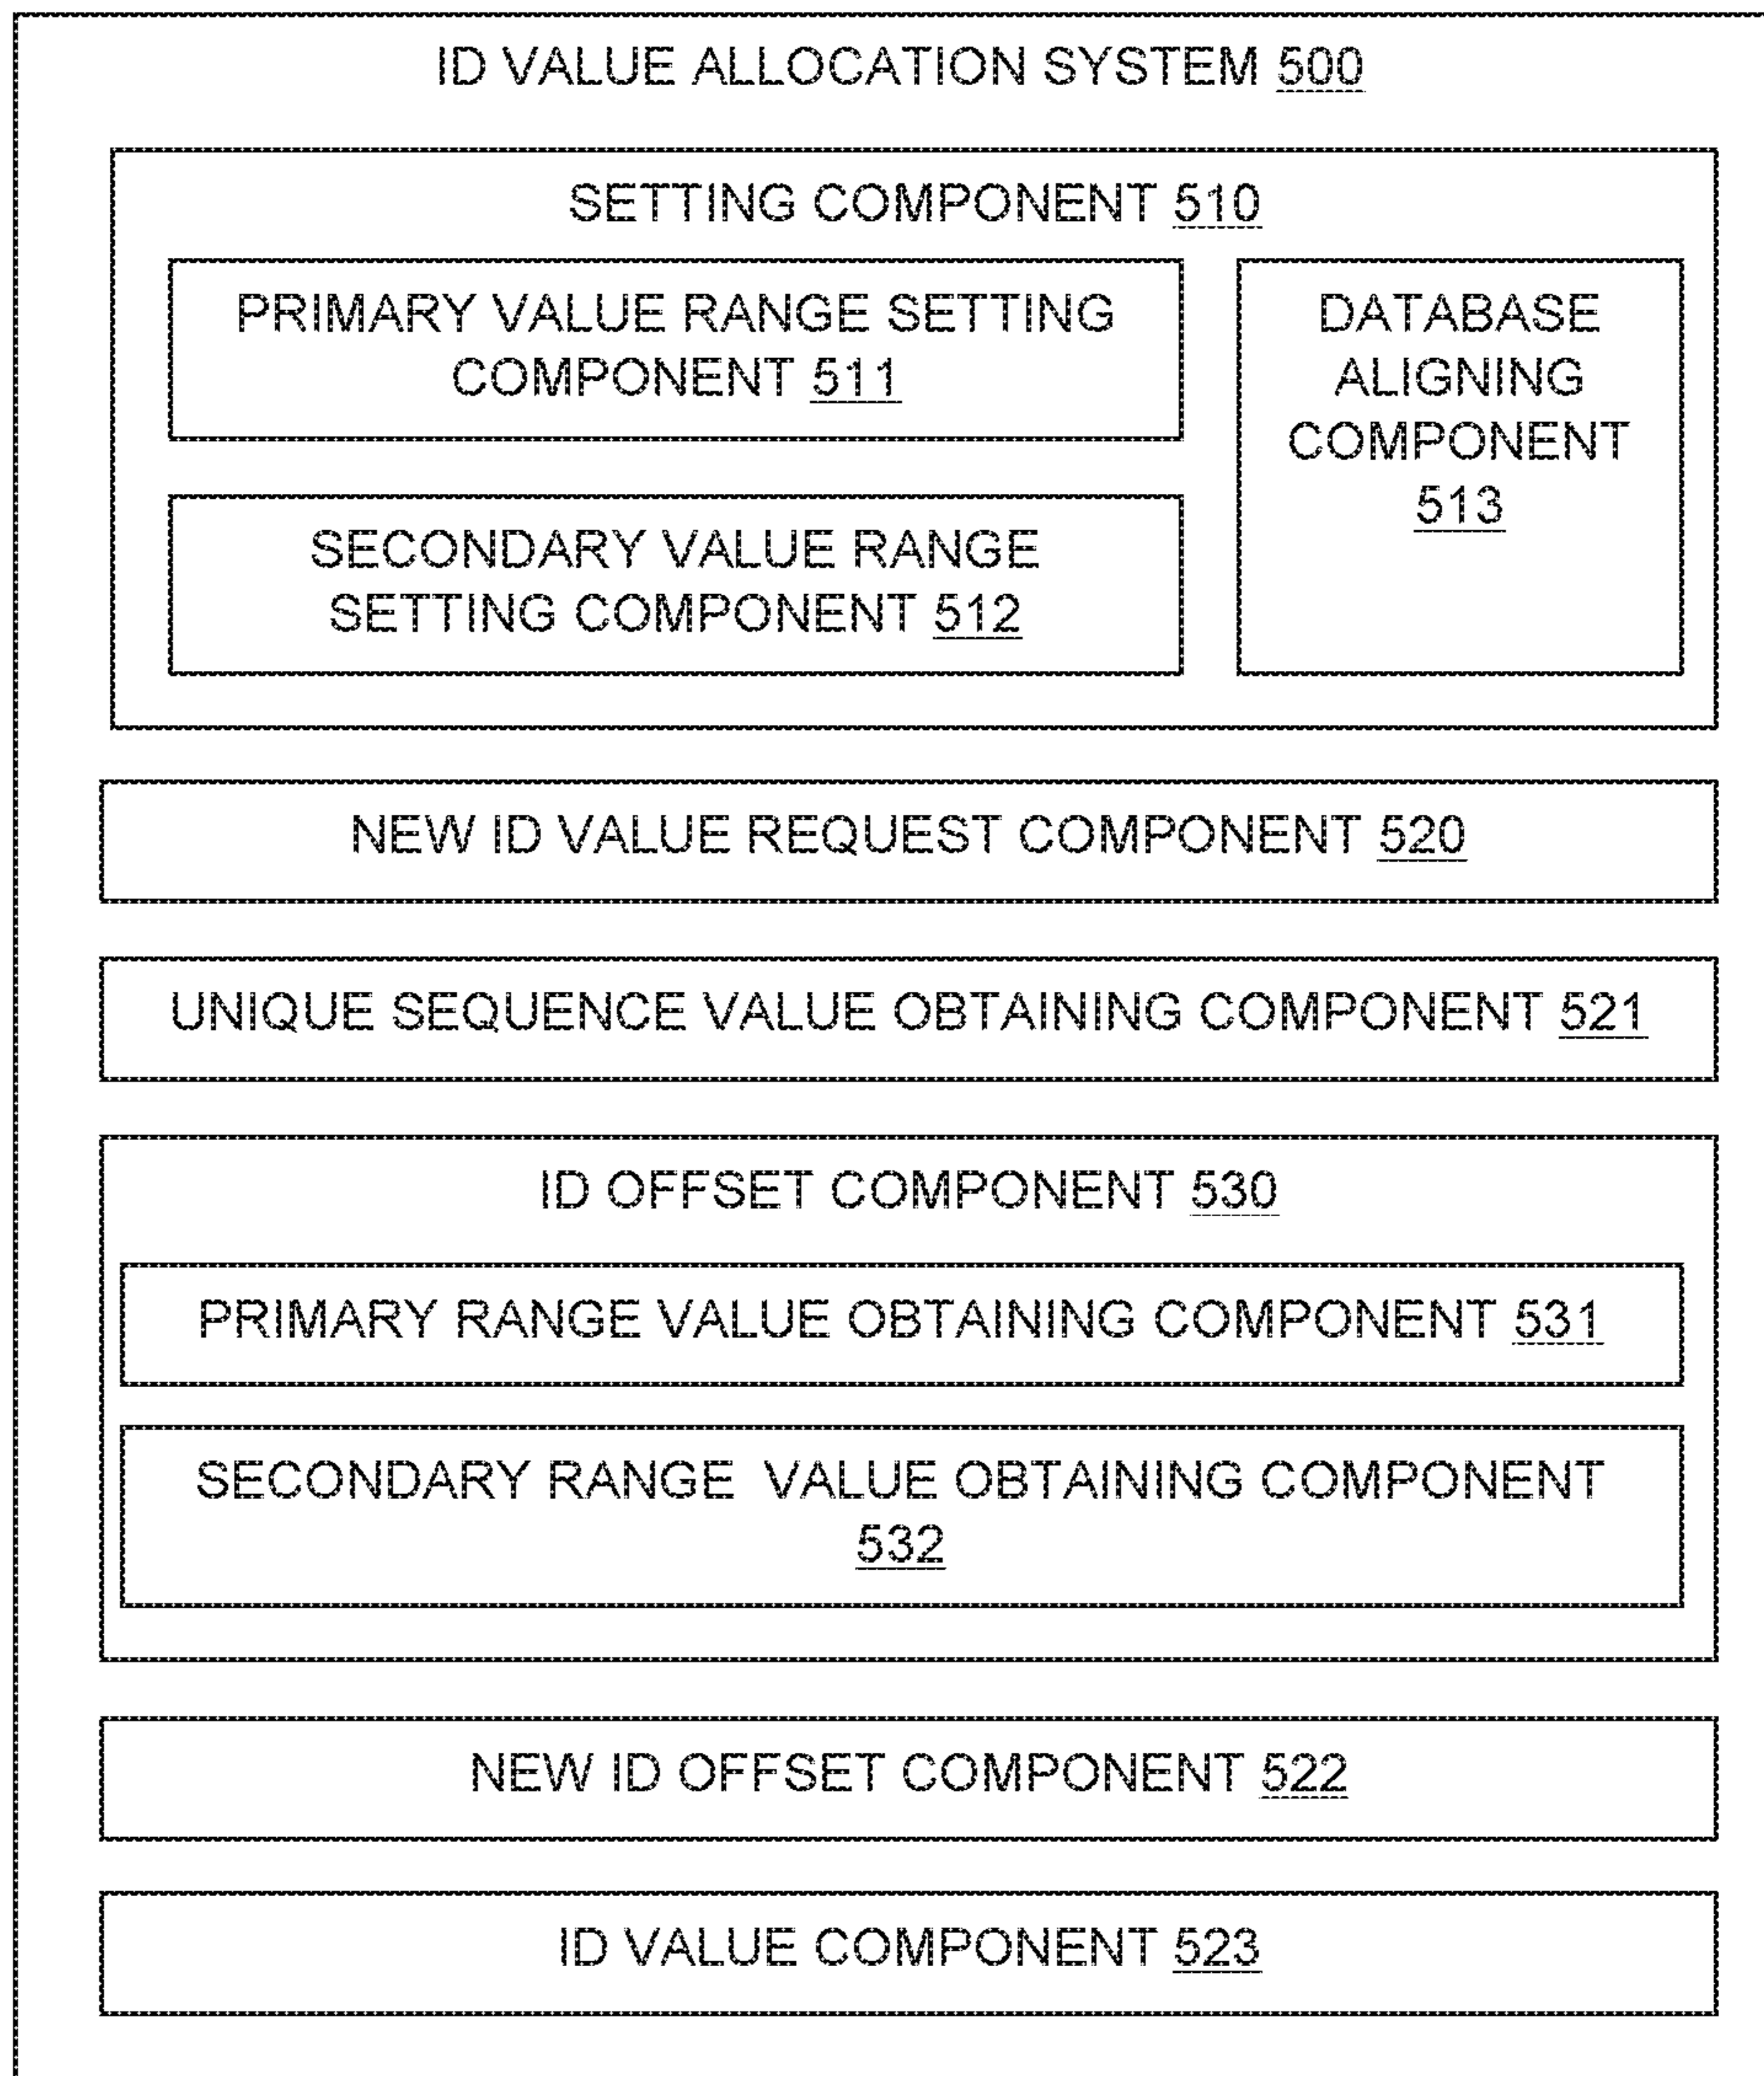 ID VALUE ALLOCATION SYSTEM 500
SETTING COMPONENT 510
PRIMARY VALUE RANGE SETTING
COMPONENT 511
SECONDARY VALUE RANGE
SETTING COMPONENT 512
DATABASE
ALIGNING
COMPONENT
513
NEW ID VALUE REQUEST COMPONENT 520
UNIQUE SEQUENCE VALUE OBTAINING COMPONENT 521
ID OFFSET COMPONENT 530
PRIMARY RANGE VALUE OBTAINING COMPONENT 531
SECONDARY RANGE VALUE OBTAINING COMPONENT
532
NEW ID OFFSET COMPONENT 522
ID VALUE COMPONENT 523